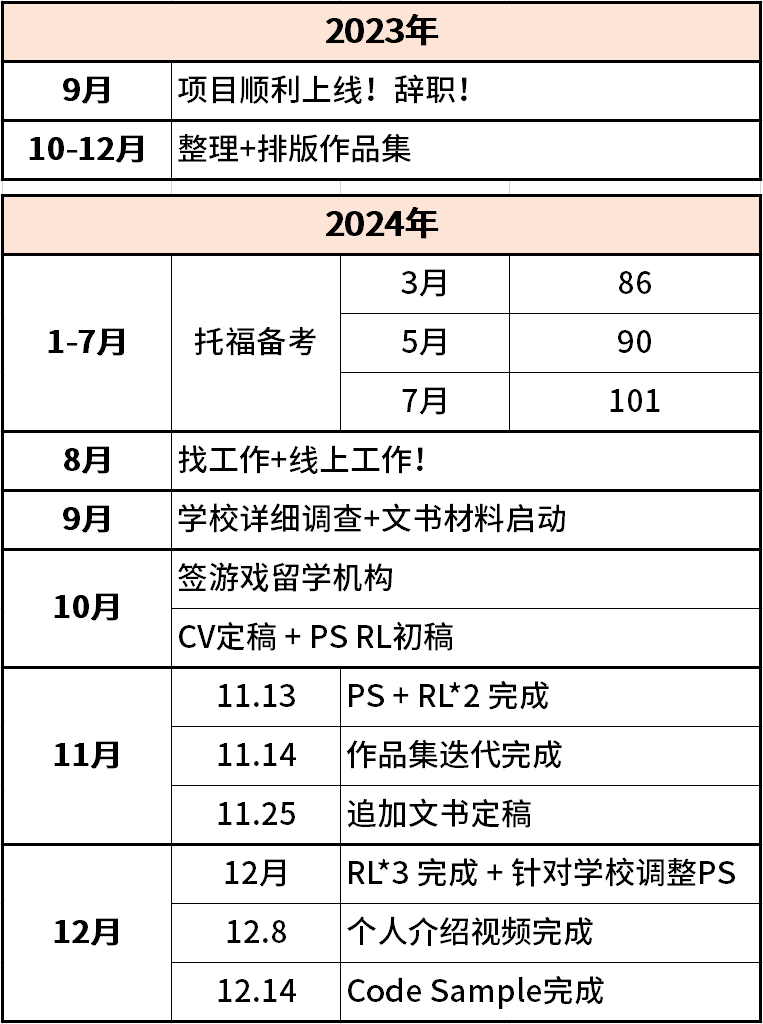 2023年
9月 项目顺利上线！辞职！
10-12月 整理+排版作品集
2024年
1-7月 托福备考 3月 86
5月 90
7月 101
8月 找工作+线上工作！
9月 学校详细调查+文书材料启动
10月 签游戏留学机构
CV定稿 + PS RL初稿
11月 11.13 PS + RL*2 完成
11.14 作品集迭代完成
11.25 追加文书定稿
12月 12月 RL*3 完成 + 针对学校调整PS
12.8 个人介绍视频完成
12.14 Code Sample完成